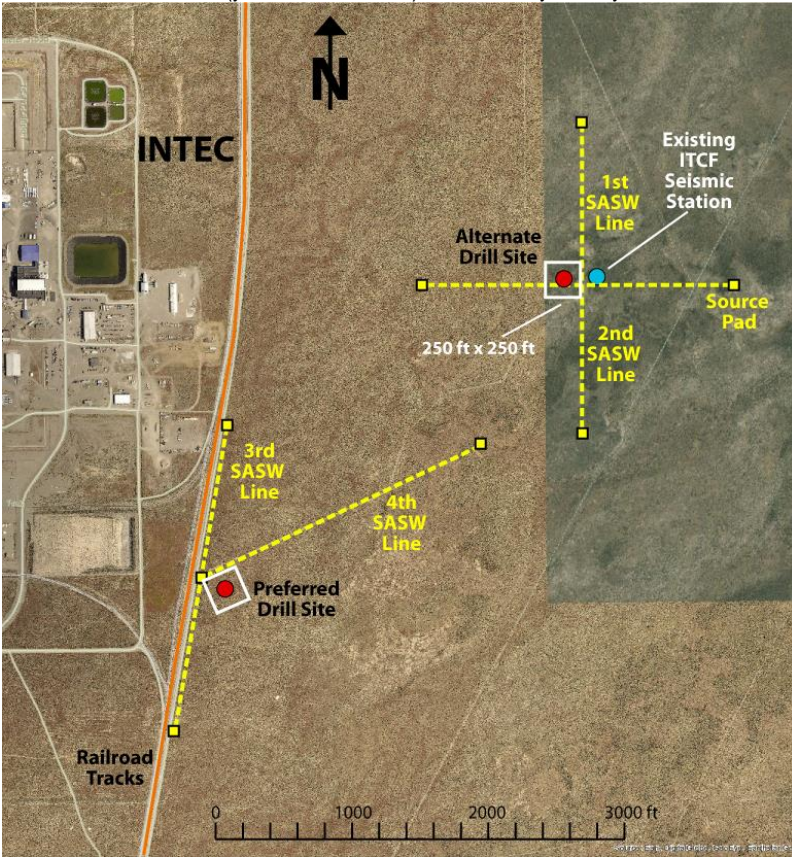 N
INTEC
Existing
ITCF
Seismic
Station
1st
SASW
Line
Alternate
Drill Site
Source
Pad
250 ft x 250 ft
2nd
SASW
Line
3rd
SASW
Line
4th
SASW
Line
Preferred
Drill Site
Railroad
Tracks
0 1000 2000 3000 ft